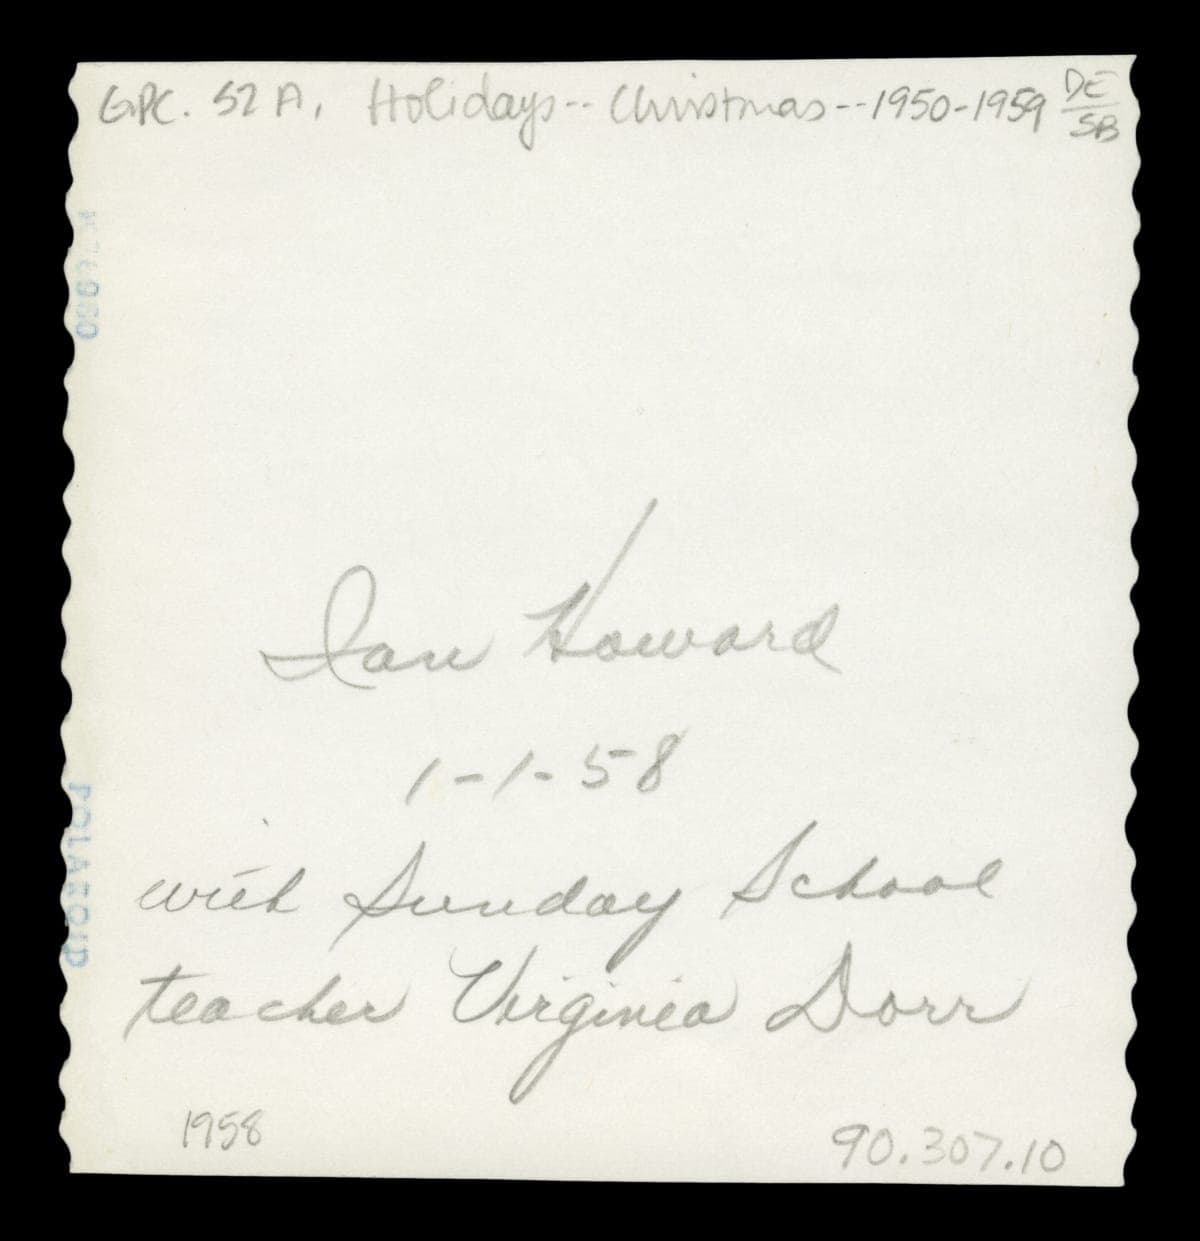 GPC. 52 A. Holidays -- Christmas -- 1950-1959 DE/SB
Ian Howard
1-1-58
with Sunday School
teacher Virginia Dorr
1958
90.307.10
POLAROID